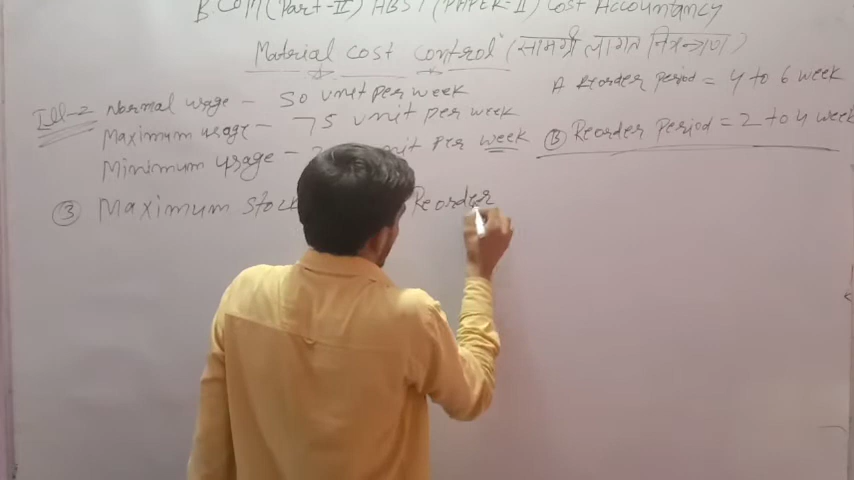 BCOM (Part-II) ABST (PAPER-II) Cost Accountancy
Material cost control (सामग्री लागत नियंत्रण)
Ill-2 Normal usage - 50 unit per week
Maximum usage - 75 unit per week
Minimum usage - unit per week
A Reorder period = 4 to 6 week
B Reorder Period = 2 to 4 week
3 Maximum Stock Reorder